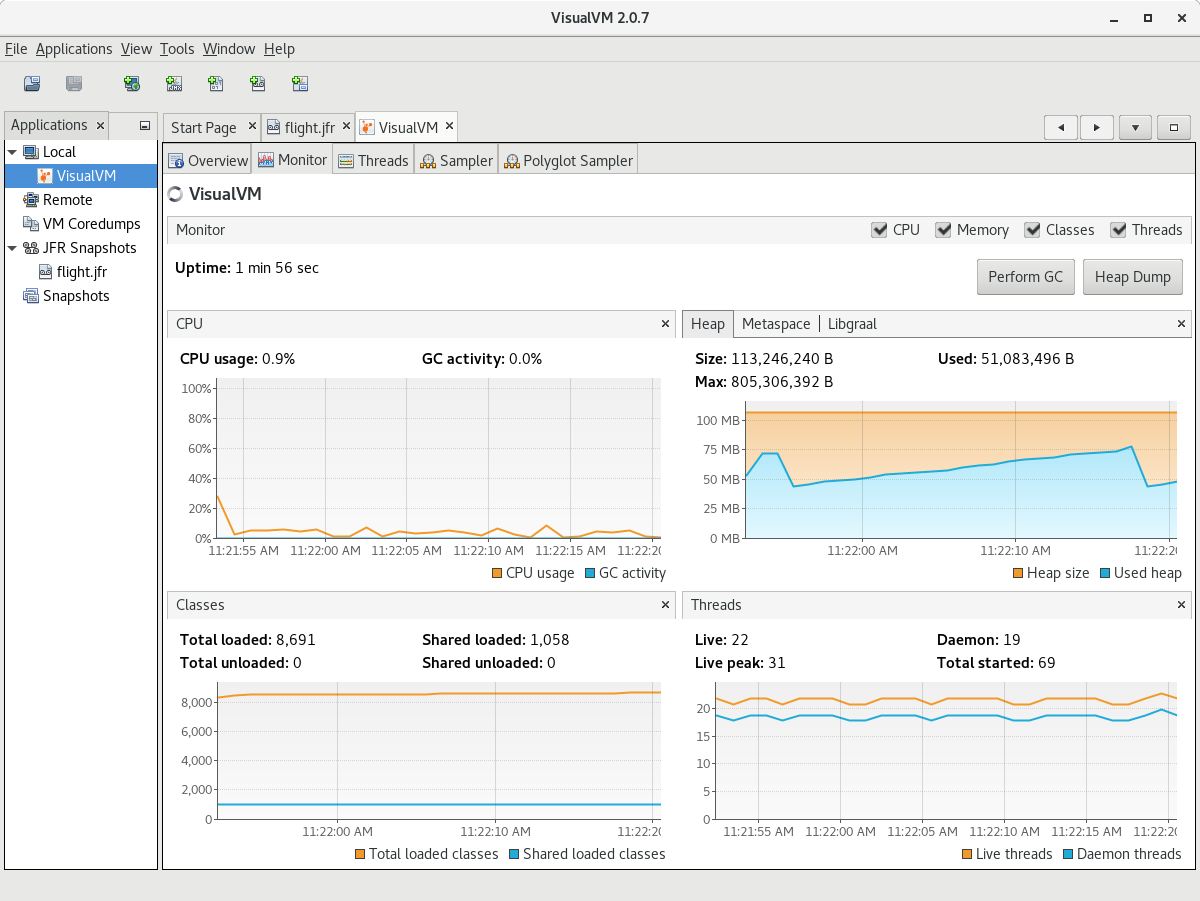 VisualVM 2.0.7
File Applications View Tools Window Help
Applications
Local
VisualVM
Remote
VM Coredumps
JFR Snapshots
flight.jfr
Snapshots
Start Page flight.jfr VisualVM
Overview Monitor Threads Sampler Polyglot Sampler
VisualVM
Monitor CPU Memory Classes Threads
Uptime: 1 min 56 sec
Perform GC Heap Dump
CPU
CPU usage: 0.9% GC activity: 0.0%
100%
80%
60%
40%
20%
0%
11:21:55 AM 11:22:00 AM 11:22:05 AM 11:22:10 AM 11:22:15 AM 11:22:20
CPU usage GC activity
Heap Metaspace Libgraal
Size: 113,246,240 B Used: 51,083,496 B
Max: 805,306,392 B
100 MB
75 MB
50 MB
25 MB
0 MB
11:22:00 AM 11:22:10 AM 11:22:20
Heap size Used heap
Classes
Total loaded: 8,691 Shared loaded: 1,058
Total unloaded: 0 Shared unloaded: 0
8,000
6,000
4,000
2,000
0
11:22:00 AM 11:22:10 AM 11:22:20
Total loaded classes Shared loaded classes
Threads
Live: 22 Daemon: 19
Live peak: 31 Total started: 69
20
15
10
5
0
11:21:55 AM 11:22:00 AM 11:22:05 AM 11:22:10 AM 11:22:15 AM 11:22:20
Live threads Daemon threads